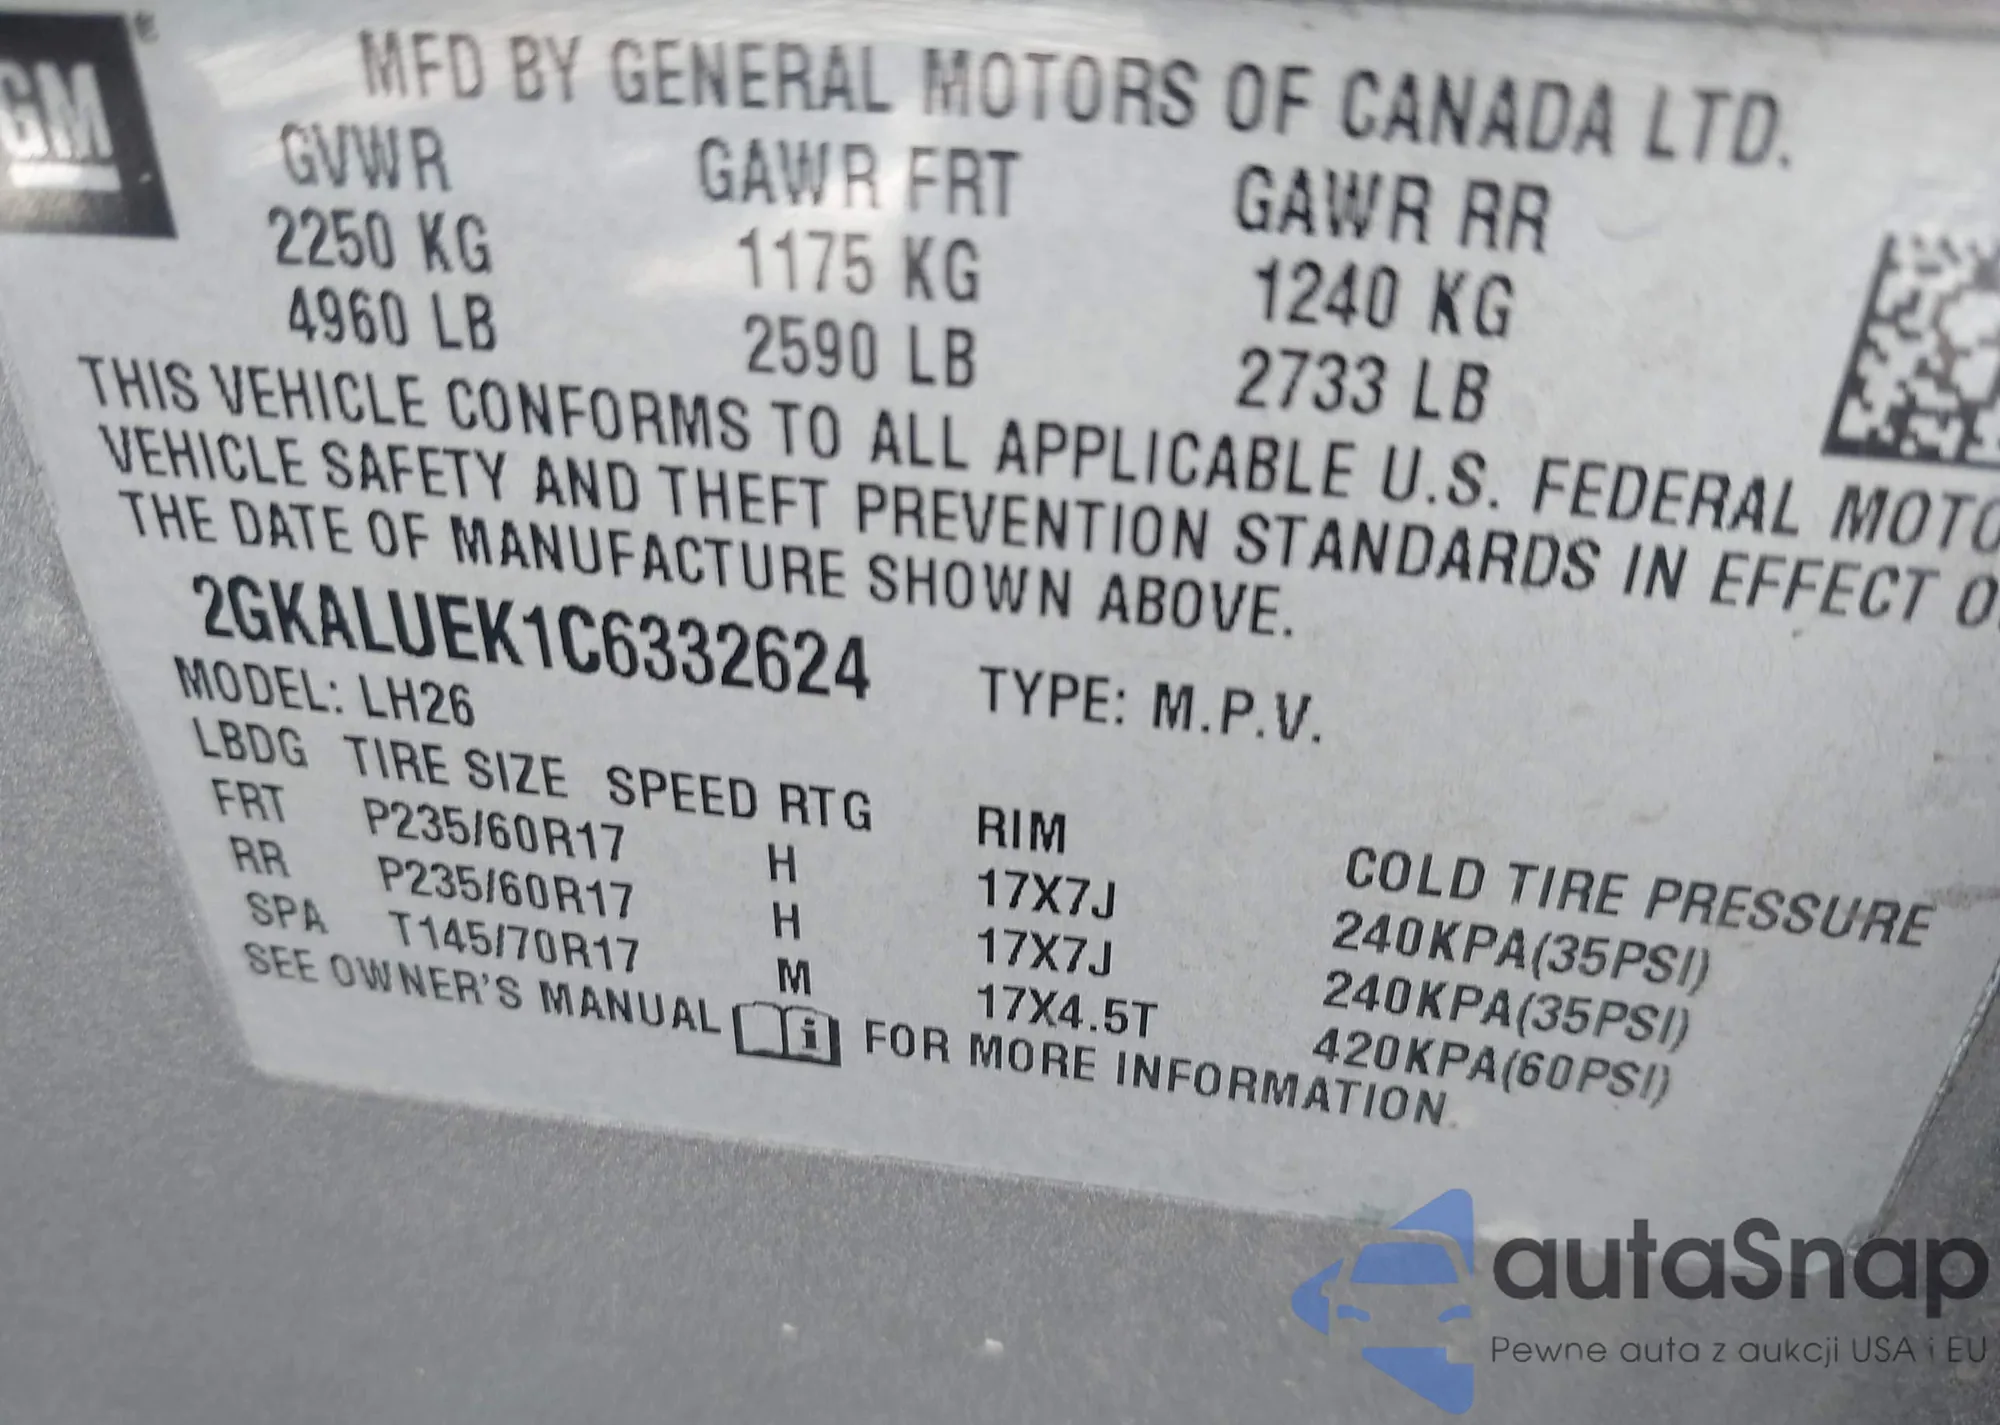 GM
MFD BY GENERAL MOTORS OF CANADA LTD.
GVWR GAWR FRT GAWR RR
2250 KG 1175 KG 1240 KG
4960 LB 2590 LB 2733 LB
THIS VEHICLE CONFORMS TO ALL APPLICABLE U.S. FEDERAL MOTO
VEHICLE SAFETY AND THEFT PREVENTION STANDARDS IN EFFECT O
THE DATE OF MANUFACTURE SHOWN ABOVE.
2GKALUEK1C6332624 TYPE: M.P.V.
MODEL: LH26
LBDG TIRE SIZE SPEED RTG RIM COLD TIRE PRESSURE
FRT P235/60R17 H 17X7J 240KPA(35PSI)
RR P235/60R17 H 17X7J 240KPA(35PSI)
SPA T145/70R17 M 17X4.5T 420KPA(60PSI)
SEE OWNER'S MANUAL i FOR MORE INFORMATION.
autaSnap
Pewne auta z aukcji USA i EU